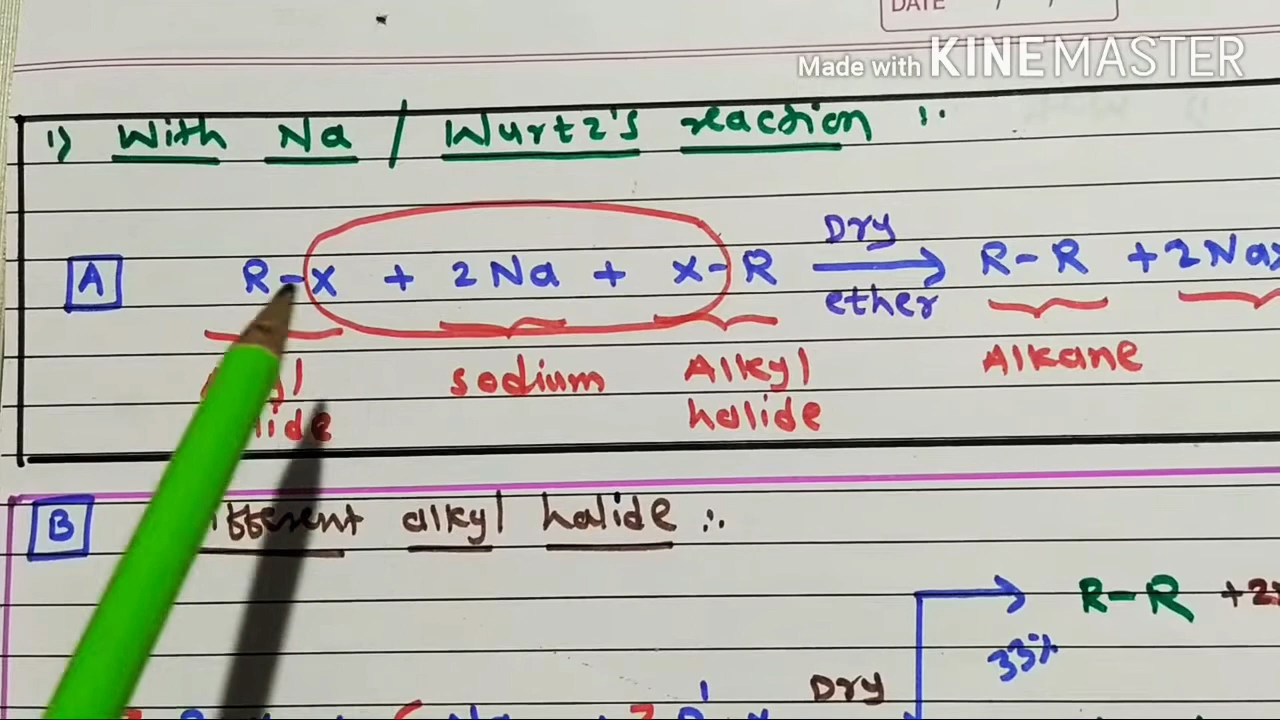 DATE / /
Made with KINEMASTER
1) With Na / Wurtz's reaction :
A R-X + 2Na + X-R Dry ether R-R + 2Na
sodium Alkyl halide Alkane
B alkyl halide :
R-R +2
33%
Dry